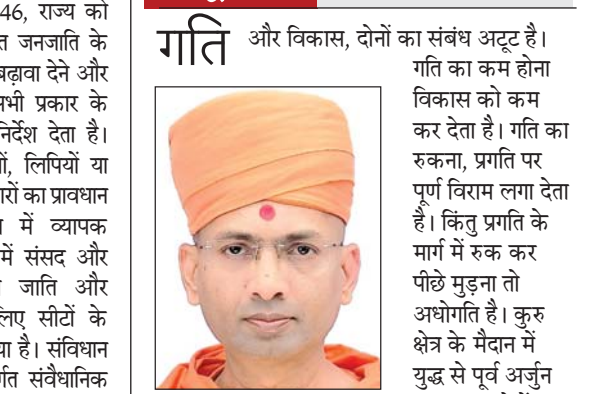 46, राज्य को
जनजाति के
बढ़ावा देने और
प्रकार के
निर्देश देता है।
लिपियों या
का प्रावधान
में व्यापक
में संसद और
जाति और
लिए सीटों के
है। संविधान
संवैधानिक
गति और विकास, दोनों का संबंध अटूट है।
गति का कम होना
विकास को कम
कर देता है। गति का
रुकना, प्रगति पर
पूर्ण विराम लगा देता
है। किंतु प्रगति के
मार्ग में रुक कर
पीछे मुड़ना तो
अधोगति है। कुरु
क्षेत्र के मैदान में
युद्ध से पूर्व अर्जुन